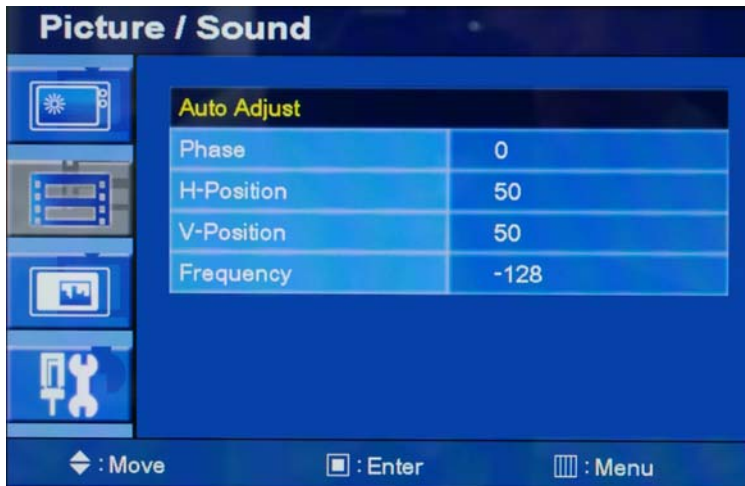 Picture / Sound
Auto Adjust
Phase 0
H-Position 50
V-Position 50
Frequency -128
: Move : Enter : Menu